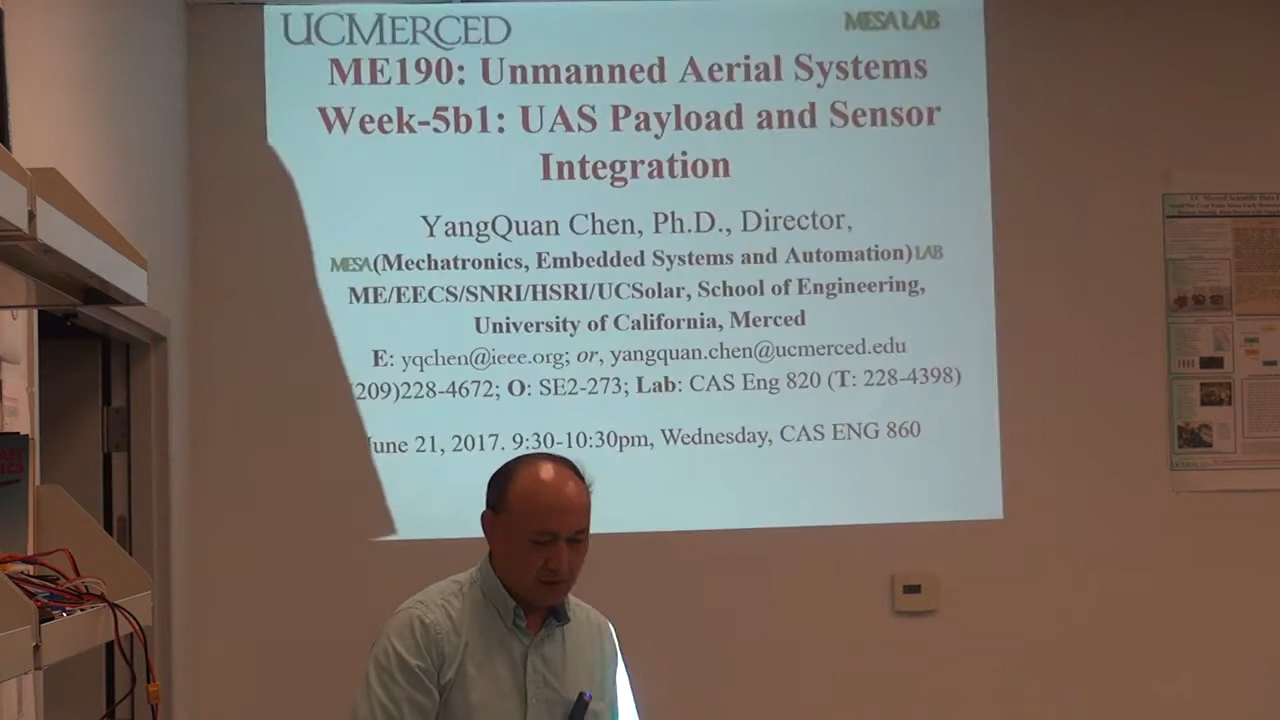 UCMERCED
MESA LAB
ME190: Unmanned Aerial Systems
Week-5b1: UAS Payload and Sensor
Integration
YangQuan Chen, Ph.D., Director,
MESA(Mechatronics, Embedded Systems and Automation)LAB
ME/EECS/SNRI/HSRI/UCSolar, School of Engineering,
University of California, Merced
E: yqchen@ieee.org; or, yangquan.chen@ucmerced.edu
209)228-4672; O: SE2-273; Lab: CAS Eng 820 (T: 228-4398)
une 21, 2017. 9:30-10:30pm, Wednesday, CAS ENG 860
UCMERCED